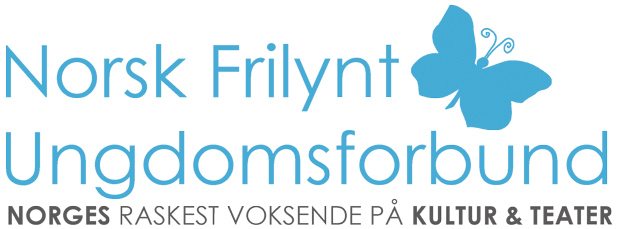 Norsk Frilynt
Ungdomsforbund
NORGES RASKEST VOKSENDE PÅ KULTUR & TEATER